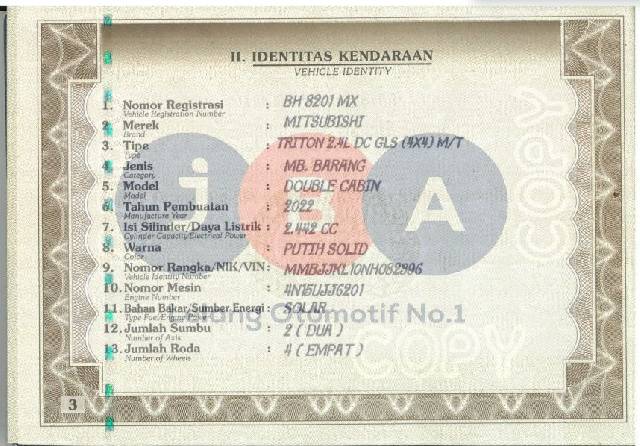 II. IDENTITAS KENDARAAN
VEHICLE IDENTITY
1. Nomor Registrasi : BH 8201 MX
Vehicle Registration Number
2. Merek : MITSUBISHI
Brand
3. Tipe : TRITON 2.4L DC GLS (4X4) M/T
Type
4. Jenis : MB. BARANG
Category
5. Model : DOUBLE CABIN
Model
6. Tahun Pembuatan : 2022
Manufacture Year
7. Isi Silinder/Daya Listrik : 2.442 CC
Cylinder Capacity/Electrical Power
8. Warna : PUTIH SOLID
Color
9. Nomor Rangka/NIK/VIN : MMBJJKL10NH082996
Vehicle Identity Number
10. Nomor Mesin : 4N15UJJ6201
Engine Number
11. Bahan Bakar/Sumber Energi : SOLAR
12. Jumlah Sumbu : 2 ( DUA )
Number of Axis
13. Jumlah Roda : 4 ( EMPAT )
Number of Wheels
3
COPY
COPY
JBA
Lelang Otomotif No.1